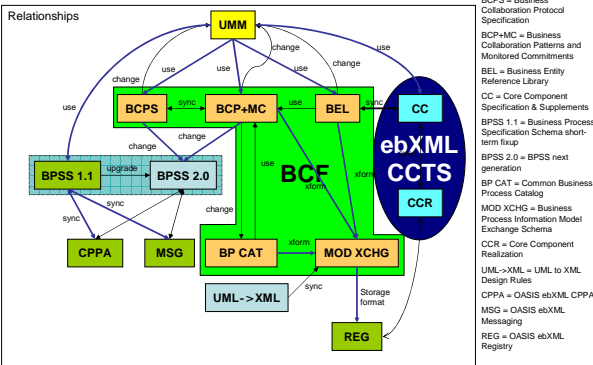 Relationships
UMM
change
change
use
use
use
use
change
use
BCPS
sync
BCP+MC
use
BEL
sync
CC
change
change
ebXML
CCTS
BPSS 1.1
upgrade
BPSS 2.0
use
BCF
xform
xform
sync
sync
change
CCR
CPPA
MSG
BP CAT
xform
MOD XCHG
UML->XML
sync
Storage
format
REG
BCPS = Business
Collaboration Protocol
Specification
BCP+MC = Business
Collaboration Patterns and
Monitored Commitments
BEL = Business Entity
Reference Library
CC = Core Component
Specification & Supplements
BPSS 1.1 = Business Process
Specification Schema short-
term fixup
BPSS 2.0 = BPSS next
generation
BP CAT = Common Business
Process Catalog
MOD XCHG = Business
Process Information Model
Exchange Schema
CCR = Core Component
Realization
UML->XML = UML to XML
Design Rules
CPPA = OASIS ebXML CPPA
MSG = OASIS ebXML
Messaging
REG = OASIS ebXML
Registry